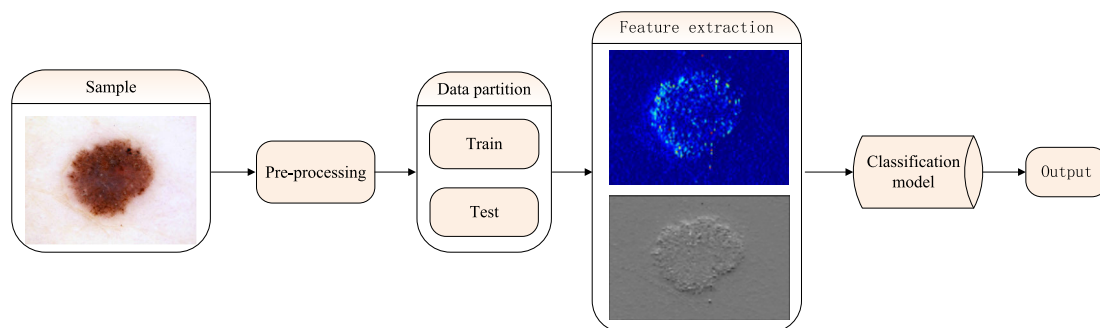 Sample
Pre-processing
Data partition
Train
Test
Feature extraction
Classification
model
Output